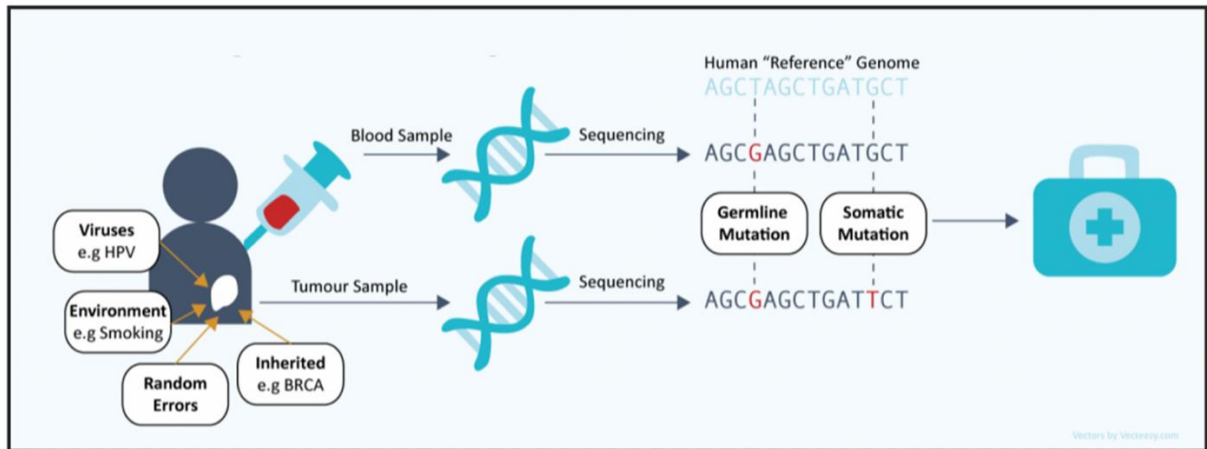 Human "Reference" Genome
AGCTAGCTGATGCT
Blood Sample
Sequencing
AGCGAGCTGATGCT
Viruses
e.g HPV
Germline
Mutation
Somatic
Mutation
Environment
e.g Smoking
Tumour Sample
Sequencing
AGCGAGCTGATTCT
Random
Errors
Inherited
e.g BRCA
Vectors by Vecteezy.com